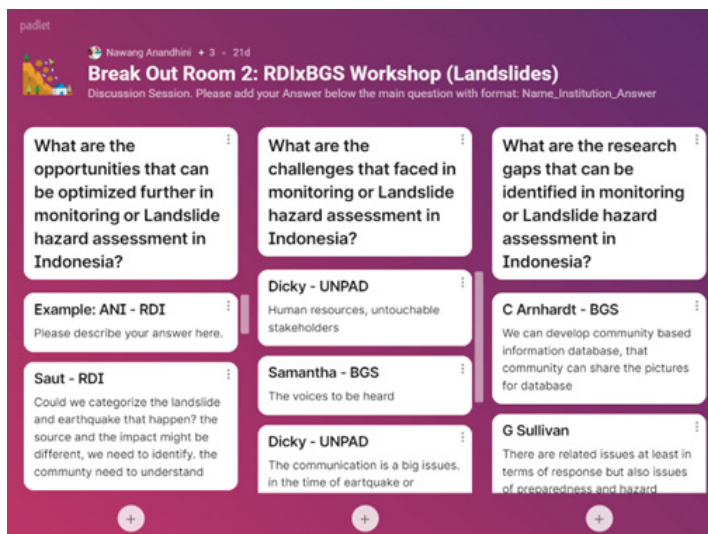 padlet
Nawang Anandhini + 3 - 21d
Break Out Room 2: RDIxBGS Workshop (Landslides)
Discussion Session. Please add your Answer below the main question with format: Name_Institution_Answer
What are the
opportunities that can
be optimized further in
monitoring or Landslide
hazard assessment in
Indonesia?
Example: ANI - RDI
Please describe your answer here.
Saut - RDI
Could we categorize the landslide
and earthquake that happen? the
source and the impact might be
different, we need to identify. the
communty need to understand
What are the
challenges that faced in
monitoring or Landslide
hazard assessment in
Indonesia?
Dicky - UNPAD
Human resources, untouchable
stakeholders
Samantha - BGS
The voices to be heard
Dicky - UNPAD
The communication is a big issues.
in the time of eartquake or
What are the research
gaps that can be
identified in monitoring
or Landslide hazard
assessment in
Indonesia?
C Arnhardt - BGS
We can develop community based
information database, that
community can share the pictures
for database
G Sullivan
There are related issues at least in
terms of response but also issues
of preparedness and hazard